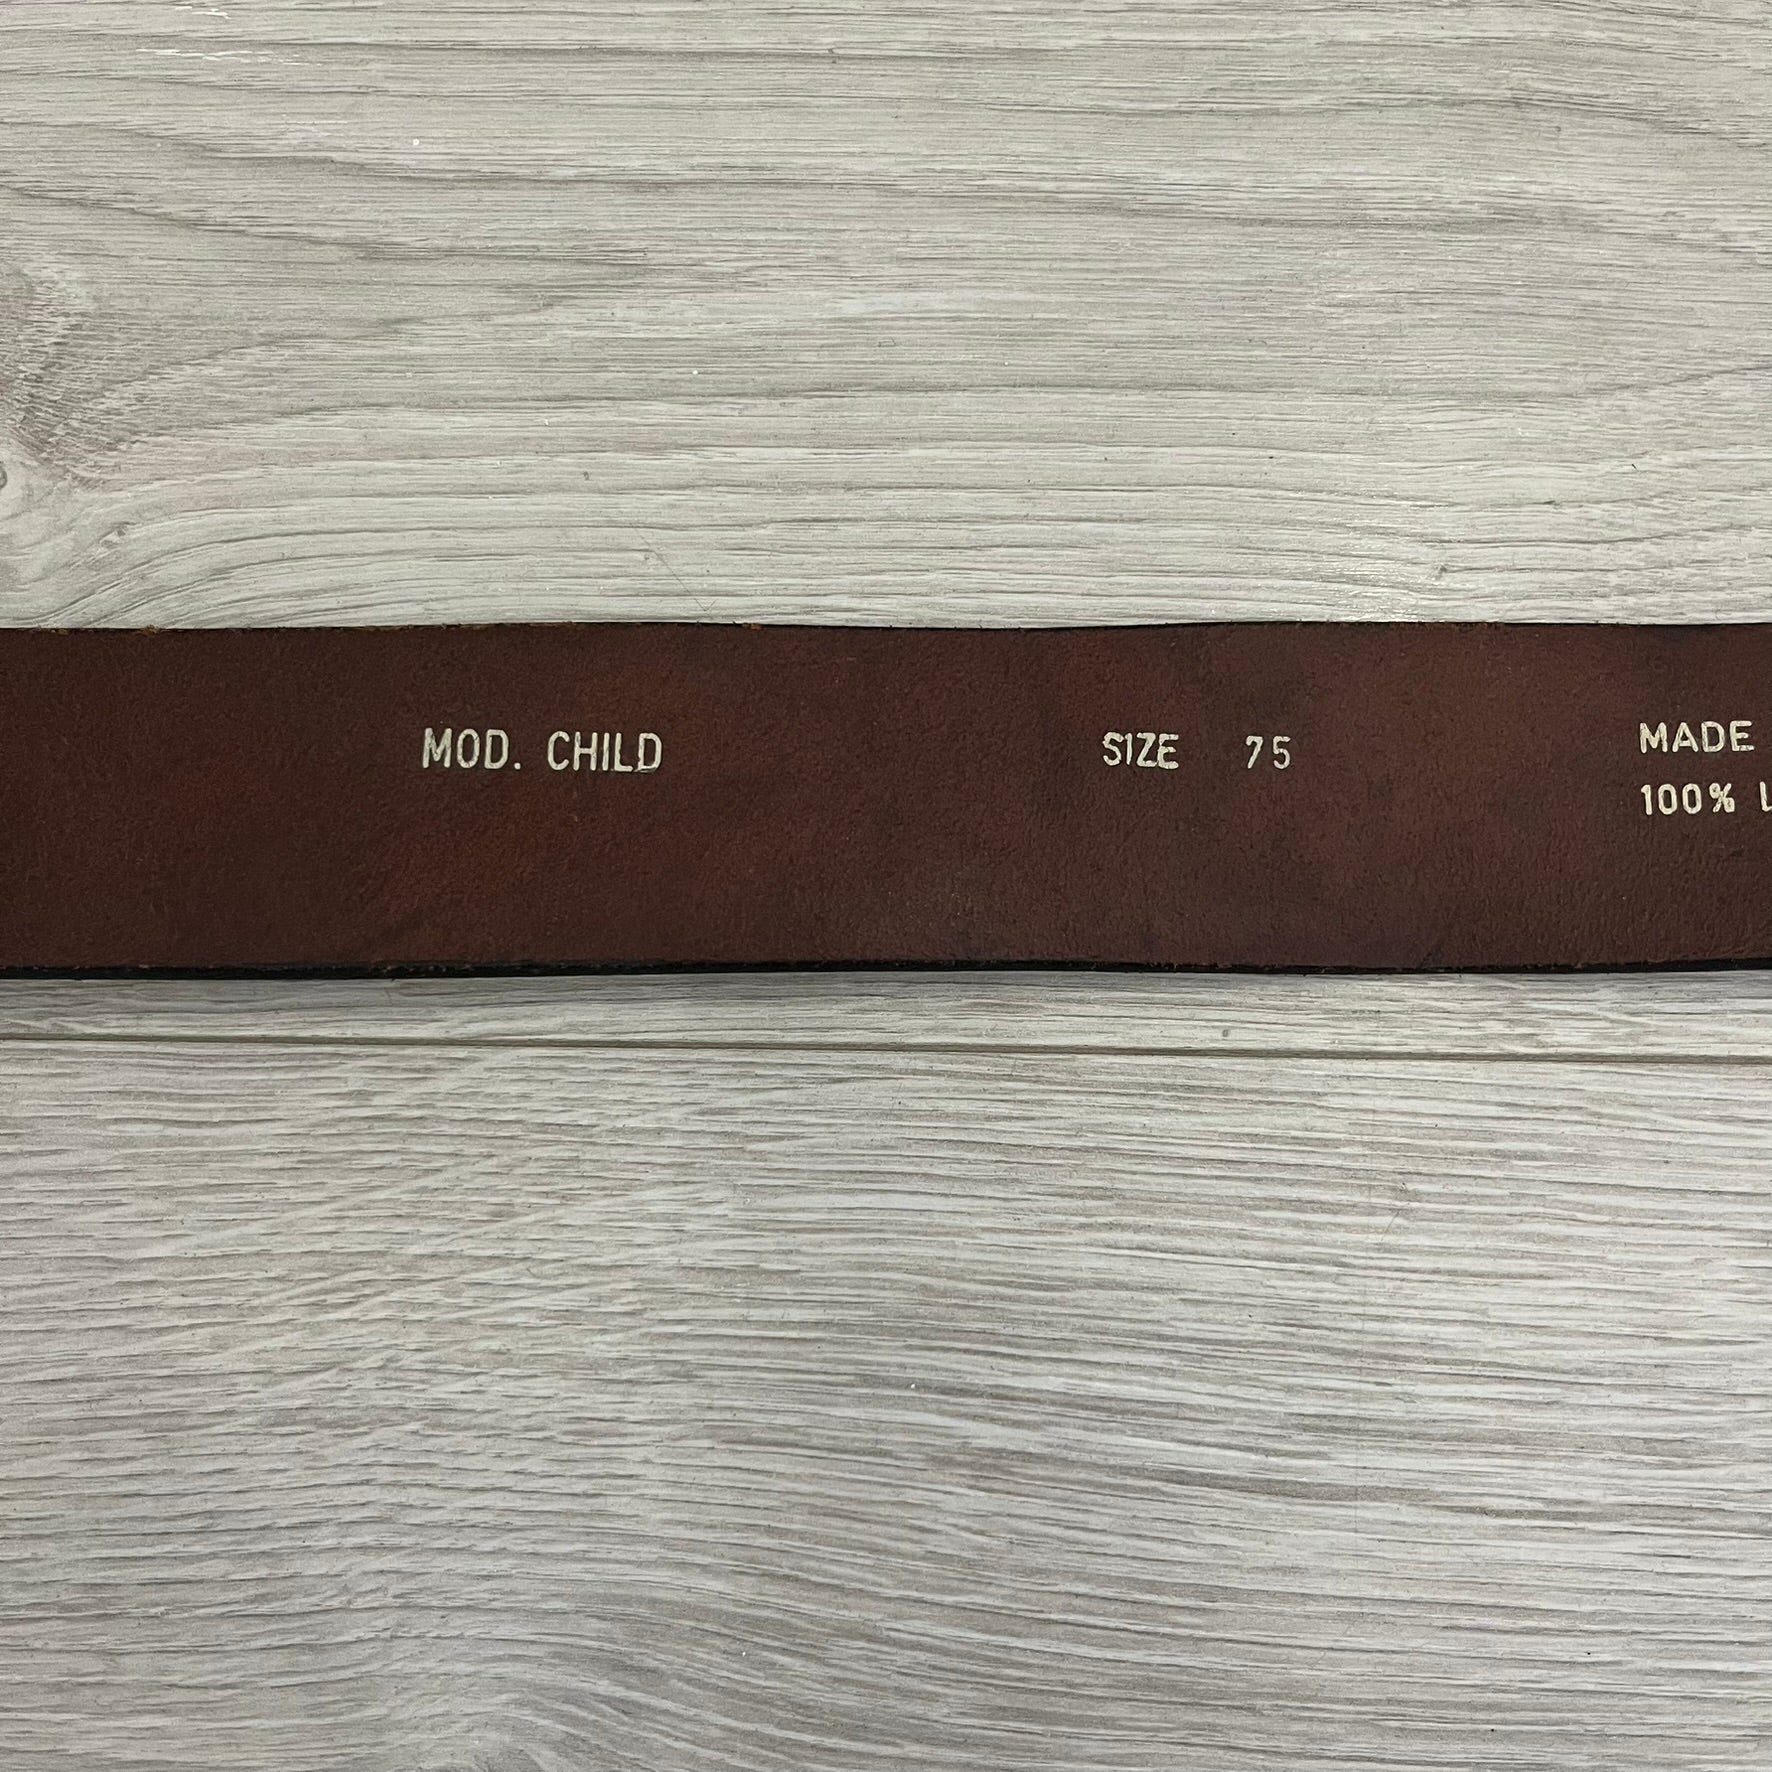 MOD. CHILD
SIZE 75
MADE
100%